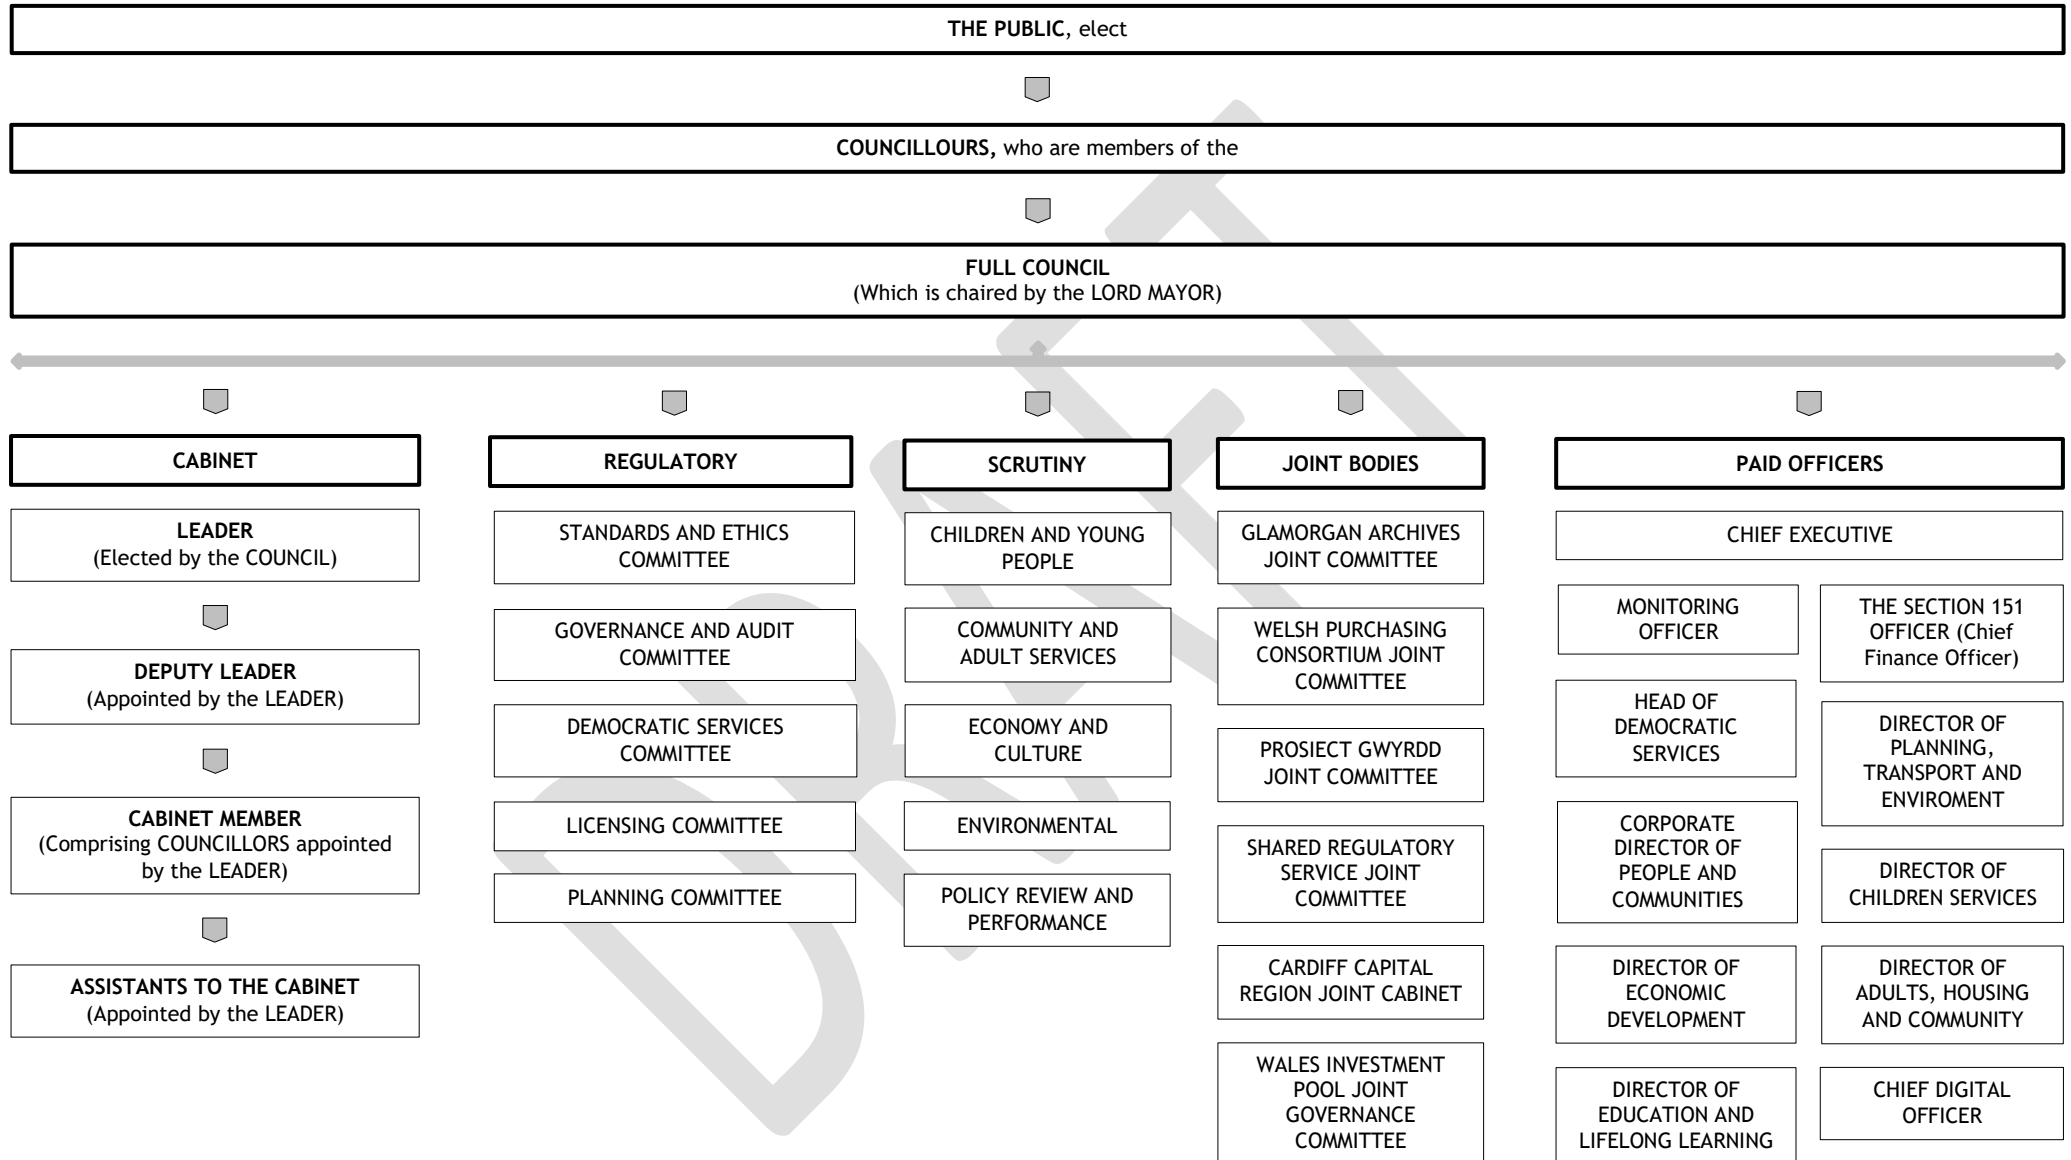 THE PUBLIC, elect
COUNCILLOURS, who are members of the
FULL COUNCIL
(Which is chaired by the LORD MAYOR)
CABINET
LEADER
(Elected by the COUNCIL)
DEPUTY LEADER
(Appointed by the LEADER)
CABINET MEMBER
(Comprising COUNCILLORS appointed
by the LEADER)
ASSISTANTS TO THE CABINET
(Appointed by the LEADER)
REGULATORY
STANDARDS AND ETHICS
COMMITTEE
GOVERNANCE AND AUDIT
COMMITTEE
DEMOCRATIC SERVICES
COMMITTEE
LICENSING COMMITTEE
PLANNING COMMITTEE
SCRUTINY
CHILDREN AND YOUNG
PEOPLE
COMMUNITY AND
ADULT SERVICES
ECONOMY AND
CULTURE
ENVIRONMENTAL
POLICY REVIEW AND
PERFORMANCE
JOINT BODIES
GLAMORGAN ARCHIVES
JOINT COMMITTEE
WELSH PURCHASING
CONSORTIUM JOINT
COMMITTEE
PROSIECT GWYRDD
JOINT COMMITTEE
SHARED REGULATORY
SERVICE JOINT
COMMITTEE
CARDIFF CAPITAL
REGION JOINT CABINET
WALES INVESTMENT
POOL JOINT
GOVERNANCE
COMMITTEE
PAID OFFICERS
CHIEF EXECUTIVE
MONITORING
OFFICER
THE SECTION 151
OFFICER (Chief
Finance Officer)
HEAD OF
DEMOCRATIC
SERVICES
DIRECTOR OF
PLANNING,
TRANSPORT AND
ENVIROMENT
CORPORATE
DIRECTOR OF
PEOPLE AND
COMMUNITIES
DIRECTOR OF
CHILDREN SERVICES
DIRECTOR OF
ECONOMIC
DEVELOPMENT
DIRECTOR OF
ADULTS, HOUSING
AND COMMUNITY
DIRECTOR OF
EDUCATION AND
LIFELONG LEARNING
CHIEF DIGITAL
OFFICER
DRAFT